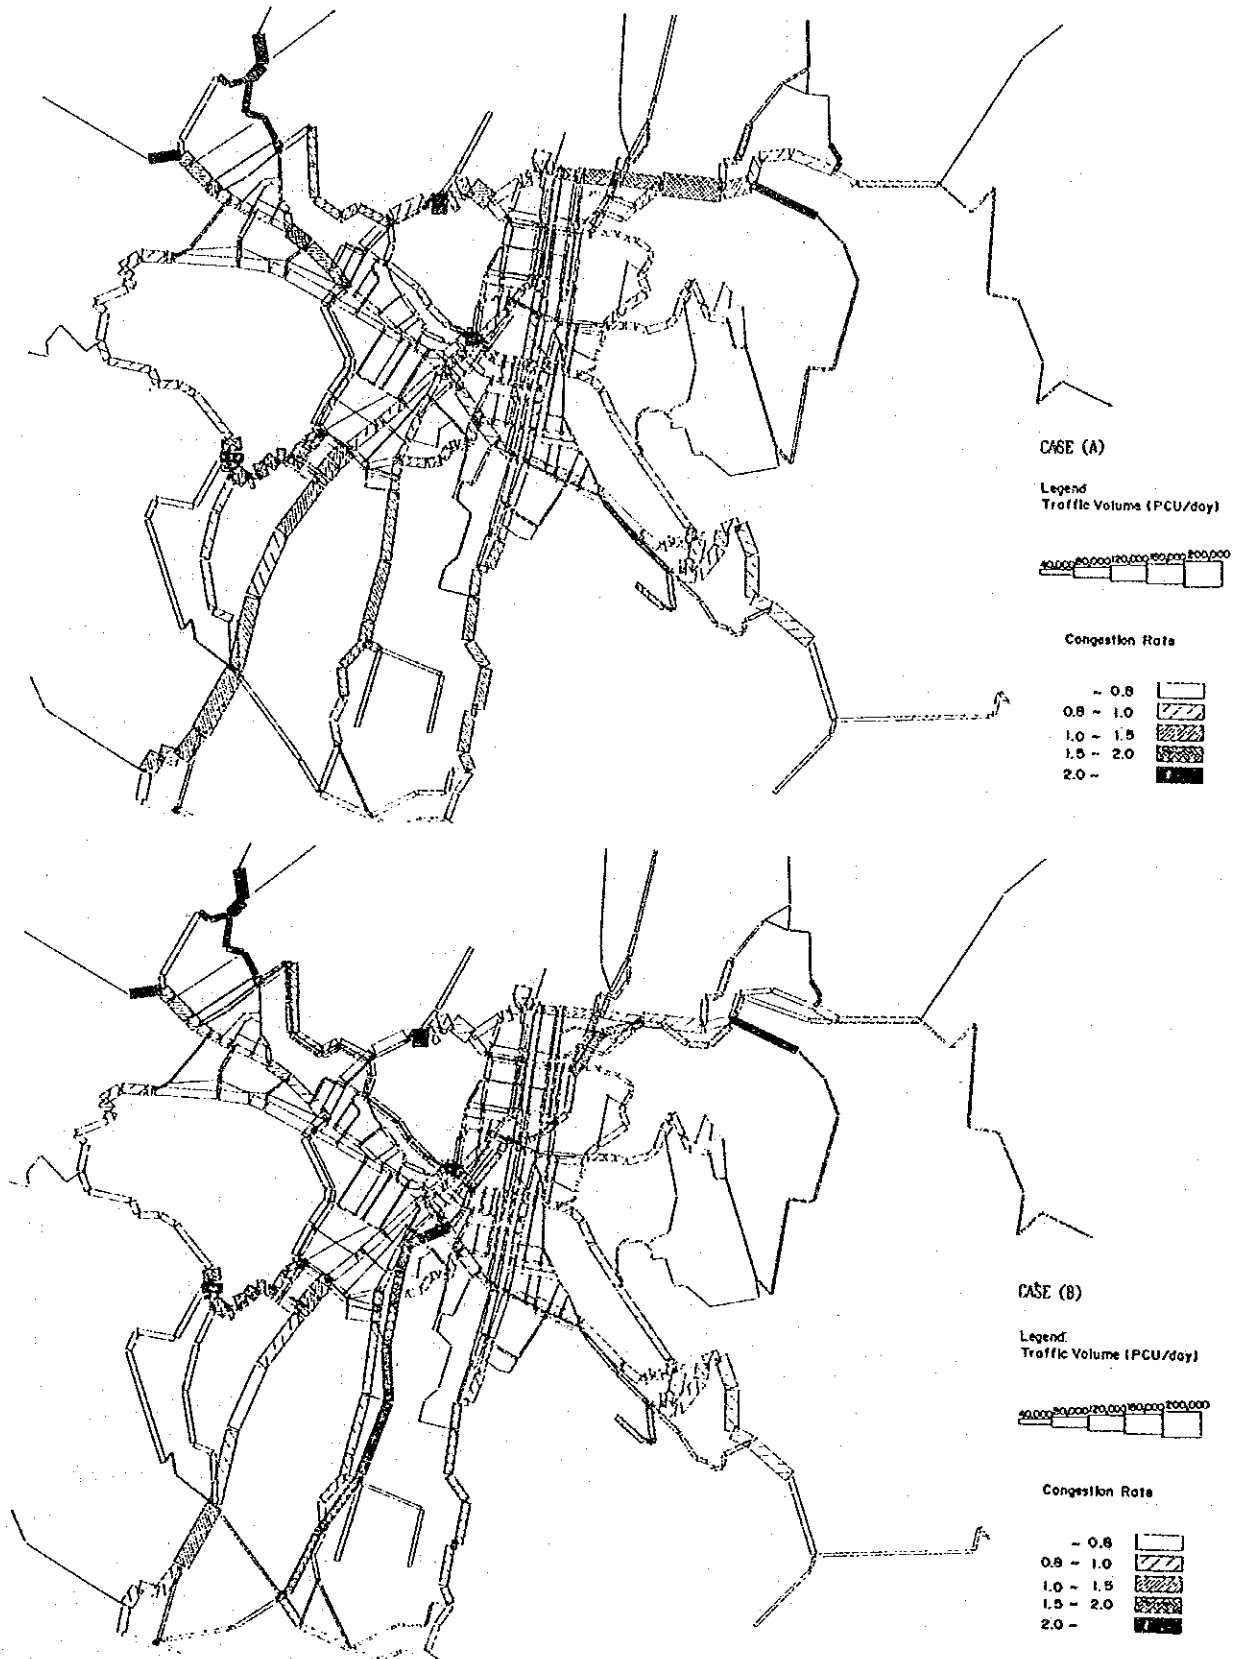 CASE (A)
Legend
Traffic Volume (PCU/day)
40,000 80,000 120,000 160,000 200,000
Congestion Rate
~ 0.8
0.8 ~ 1.0
1.0 ~ 1.5
1.5 ~ 2.0
2.0 ~
CASE (B)
Legend
Traffic Volume (PCU/day)
40,000 80,000 120,000 160,000 200,000
Congestion Rate
~ 0.8
0.8 ~ 1.0
1.0 ~ 1.5
1.5 ~ 2.0
2.0 ~